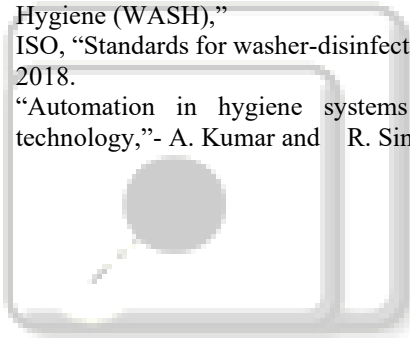 Hygiene (WASH),”
ISO, “Standards for washer-disinfect
2018.
“Automation in hygiene systems
technology,”- A. Kumar and R. Sin